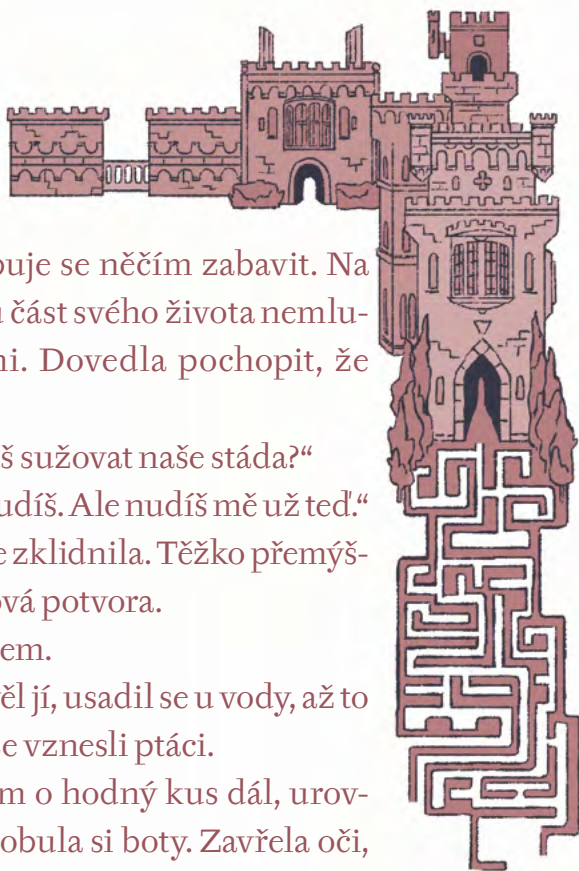 buje se něčím zabavit. Na
část svého života nemlu-
ni. Dovedla pochopit, že
š sužovat naše stáda?“
udíš. Ale nudíš mě už teď.“
e zklidnila. Těžko přemýš-
ová potvora.
em.
ěl jí, usadil se u vody, až to
se vznesli ptáci.
m o hodný kus dál, urov-
obula si boty. Zavřela oči,